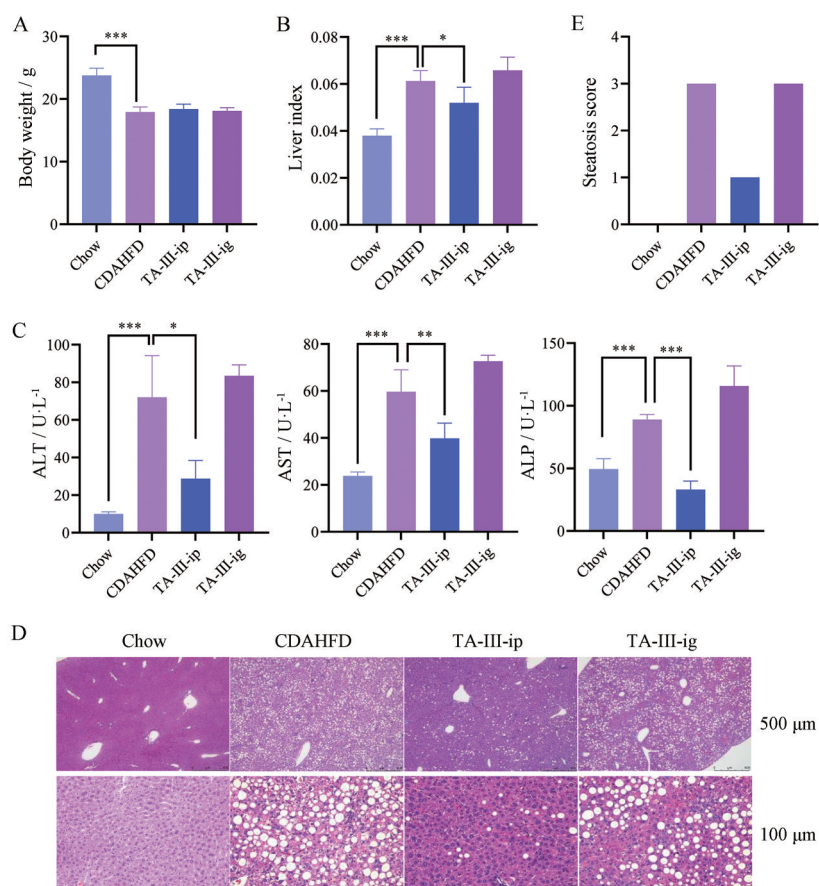 A
Body weight / g
30
20
10
0
***
Chow
CDAHFD
TA-III-ip
TA-III-ig
B
Liver index
0.08
0.06
0.04
0.02
0.00
***
*
Chow
CDAHFD
TA-III-ip
TA-III-ig
E
Steatosis score
4
3
2
1
0
Chow
CDAHFD
TA-III-ip
TA-III-ig
C
ALT / U·L⁻¹
100
80
60
40
20
0
***
*
Chow
CDAHFD
TA-III-ip
TA-III-ig
AST / U·L⁻¹
80
60
40
20
0
***
**
Chow
CDAHFD
TA-III-ip
TA-III-ig
ALP / U·L⁻¹
150
100
50
0
***
***
Chow
CDAHFD
TA-III-ip
TA-III-ig
D
Chow CDAHFD TA-III-ip TA-III-ig
500 μm
100 μm